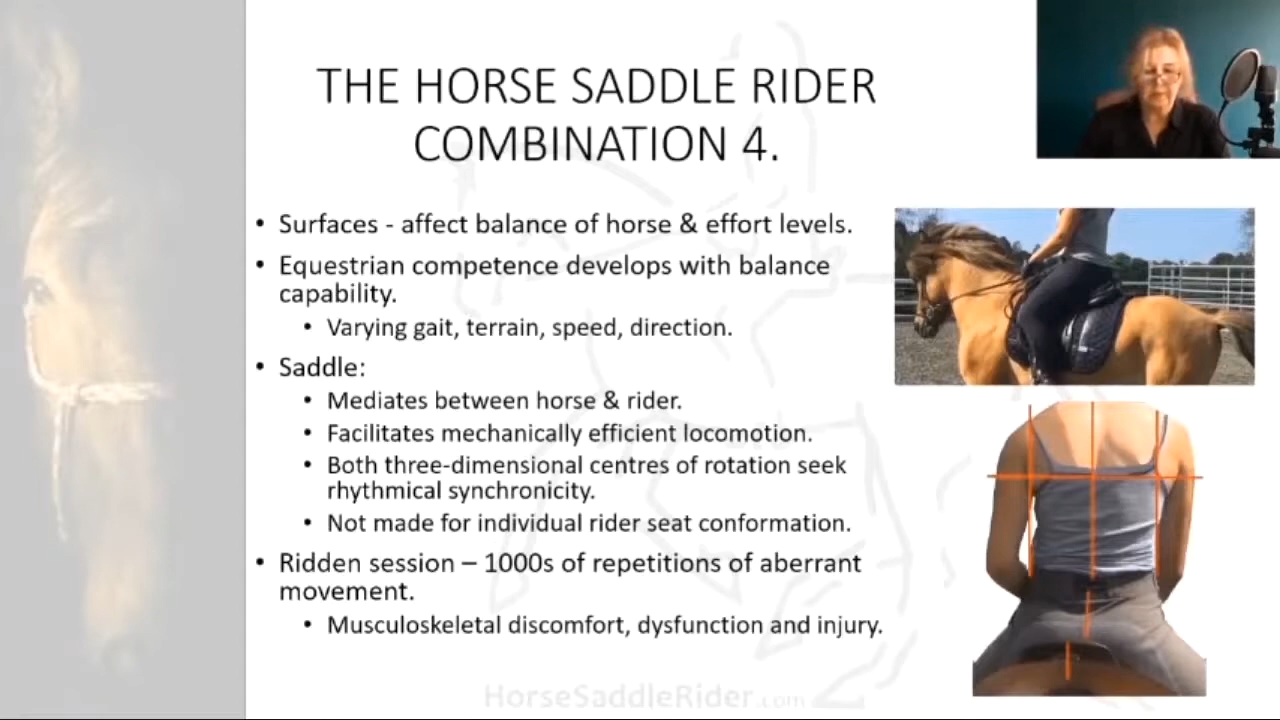 THE HORSE SADDLE RIDER
COMBINATION 4.
• Surfaces - affect balance of horse & effort levels.
• Equestrian competence develops with balance
capability.
• Varying gait, terrain, speed, direction.
• Saddle:
• Mediates between horse & rider.
• Facilitates mechanically efficient locomotion.
• Both three-dimensional centres of rotation seek
rhythmical synchronicity.
• Not made for individual rider seat conformation.
• Ridden session – 1000s of repetitions of aberrant
movement.
• Musculoskeletal discomfort, dysfunction and injury.
HorseSaddleRider.com